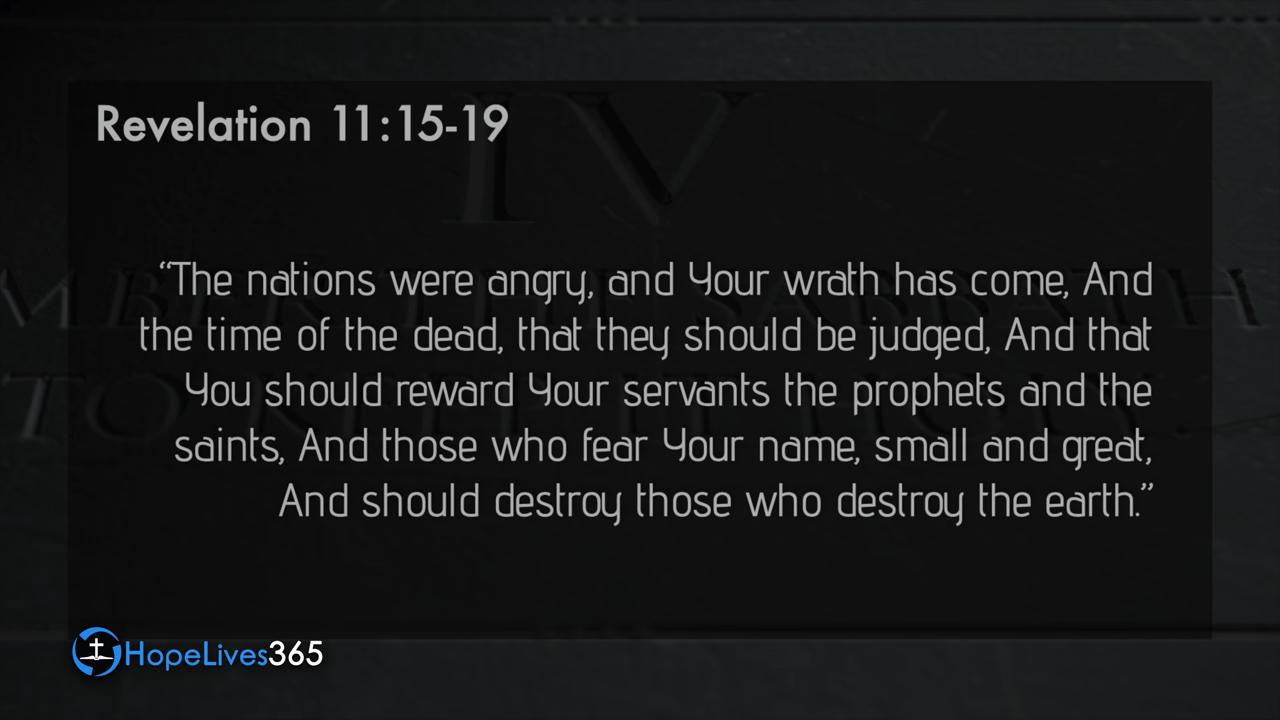 Revelation 11:15-19
IV
“The nations were angry, and Your wrath has come, And
the time of the dead, that they should be judged, And that
You should reward Your servants the prophets and the
saints, And those who fear Your name, small and great,
And should destroy those who destroy the earth.”
HopeLives365